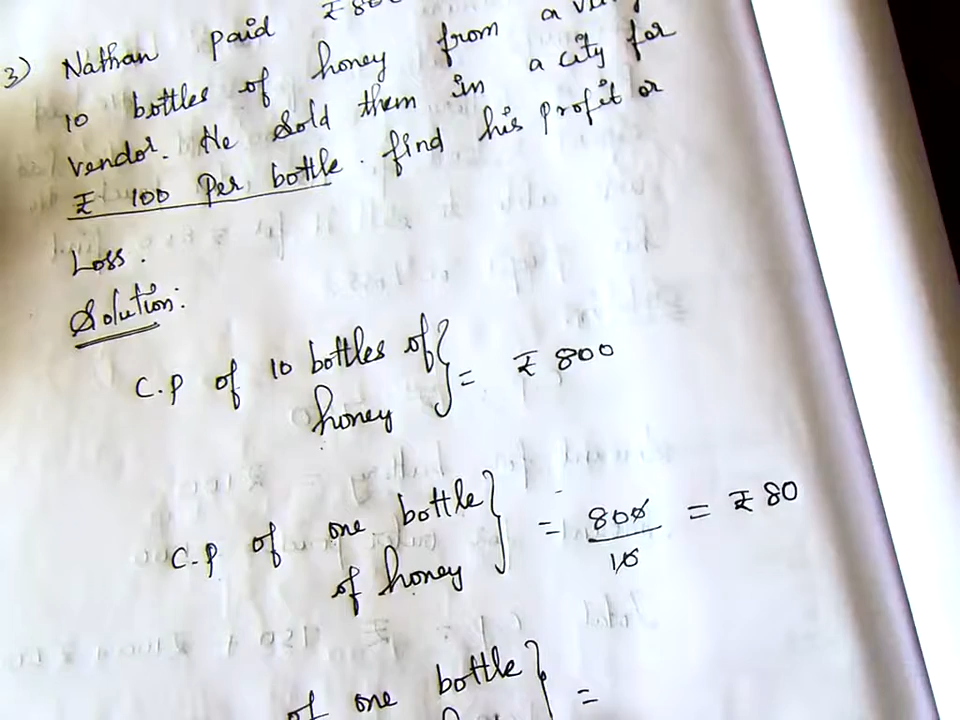 3) Nathan paid ₹ 800
10 bottles of honey from a
vendor. He sold them in a city for
₹ 100 Per bottle. find his profit or
Loss.
Solution:
C.P of 10 bottles of } = ₹ 800
honey
C.P of one bottle } = 800/10 = ₹ 80
of honey
of one bottle } =